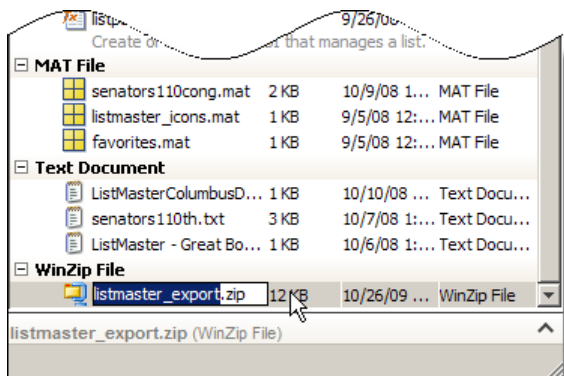 9/26/0
Create or that manages a list.
MAT File
senators110cong.mat 2 KB 10/9/08 1... MAT File
listmaster_icons.mat 1 KB 9/5/08 12:... MAT File
favorites.mat 1 KB 9/5/08 12:... MAT File
Text Document
ListMasterColumbusD... 1 KB 10/10/08 ... Text Docu...
senators110th.txt 3 KB 10/7/08 1:... Text Docu...
ListMaster - Great Bo... 1 KB 10/6/08 1:... Text Docu...
WinZip File
listmaster_export.zip 12 KB 10/26/09 ... WinZip File
listmaster_export.zip (WinZip File)